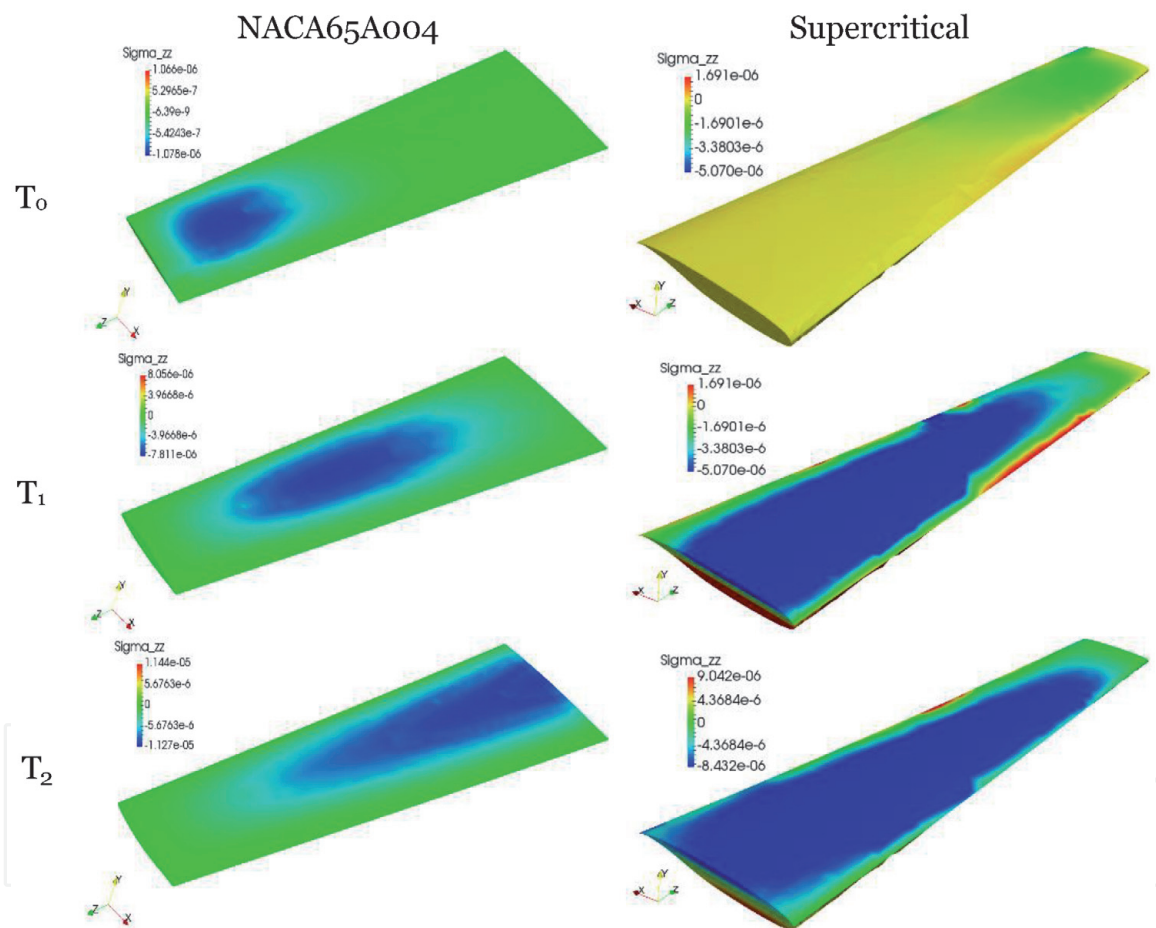 NACA65A004
Supercritical
T0
Sigma_zz
1.066e-06
5.2965e-7
-6.39e-9
-5.4243e-7
-1.078e-06
Y
Z
X
Sigma_zz
1.691e-06
0
-1.6901e-6
-3.3803e-6
-5.070e-06
X
Y
Z
T1
Sigma_zz
8.056e-06
3.9668e-6
0
-3.9668e-6
-7.811e-06
Y
Z
X
Sigma_zz
1.691e-06
0
-1.6901e-6
-3.3803e-6
-5.070e-06
X
Y
Z
T2
Sigma_zz
1.144e-05
5.6763e-6
0
-5.6763e-6
-1.127e-05
Y
Z
X
Sigma_zz
9.042e-06
4.3684e-6
0
-4.3684e-6
-8.432e-06
X
Y
Z